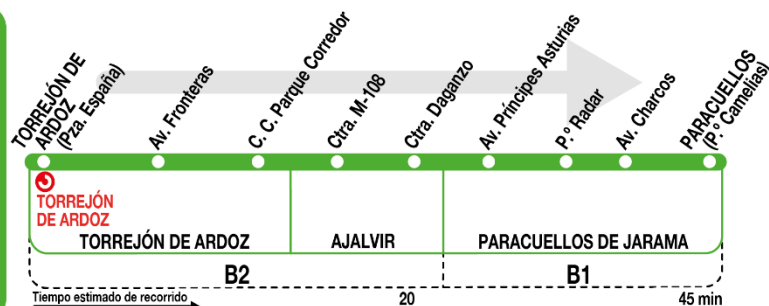 TORREJÓN DE
ARDOZ
(Pza. España)
Av. Fronteras
C. C. Parque Corredor
Ctra. M-108
Ctra. Daganzo
Av. Príncipes Asturias
P.º Radar
Av. Charcos
PARACUELLOS
(P.º Camelias)
TORREJÓN
DE ARDOZ
TORREJÓN DE ARDOZ
AJALVIR
PARACUELLOS DE JARAMA
B2
B1
Tiempo estimado de recorrido
20
45 min